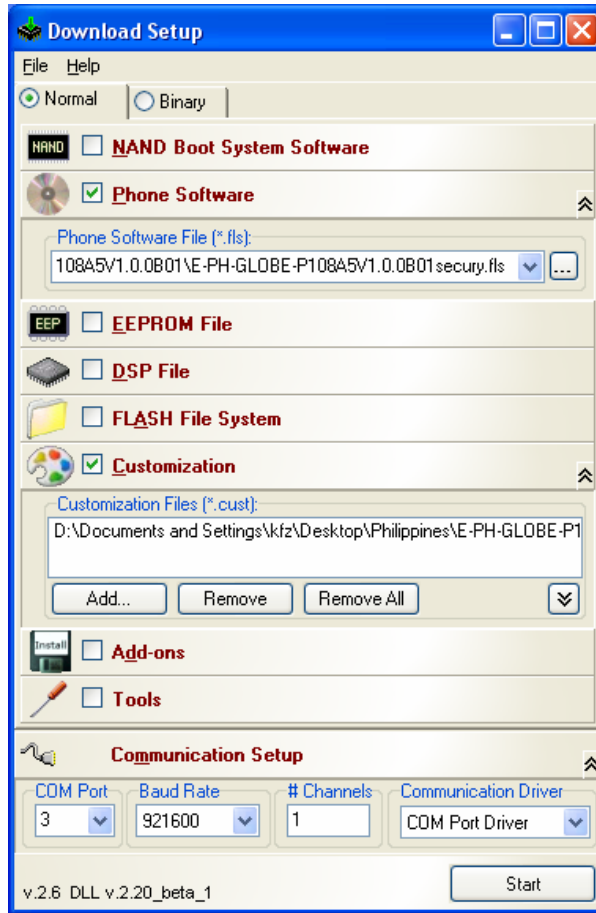 Download Setup
File Help
Normal Binary
NAND NAND Boot System Software
Phone Software
Phone Software File (*.fls):
108A5V1.0.0B01\E-PH-GLOBE-P108A5V1.0.0B01secury.fls ...
EEP EEPROM File
DSP File
FLASH File System
Customization
Customization Files (*.cust):
D:\Documents and Settings\kfz\Desktop\Philippines\E-PH-GLOBE-P1
Add... Remove Remove All
Install Add-ons
Tools
Communication Setup
COM Port Baud Rate # Channels Communication Driver
3 921600 1 COM Port Driver
v.2.6 DLL v.2.20_beta_1 Start